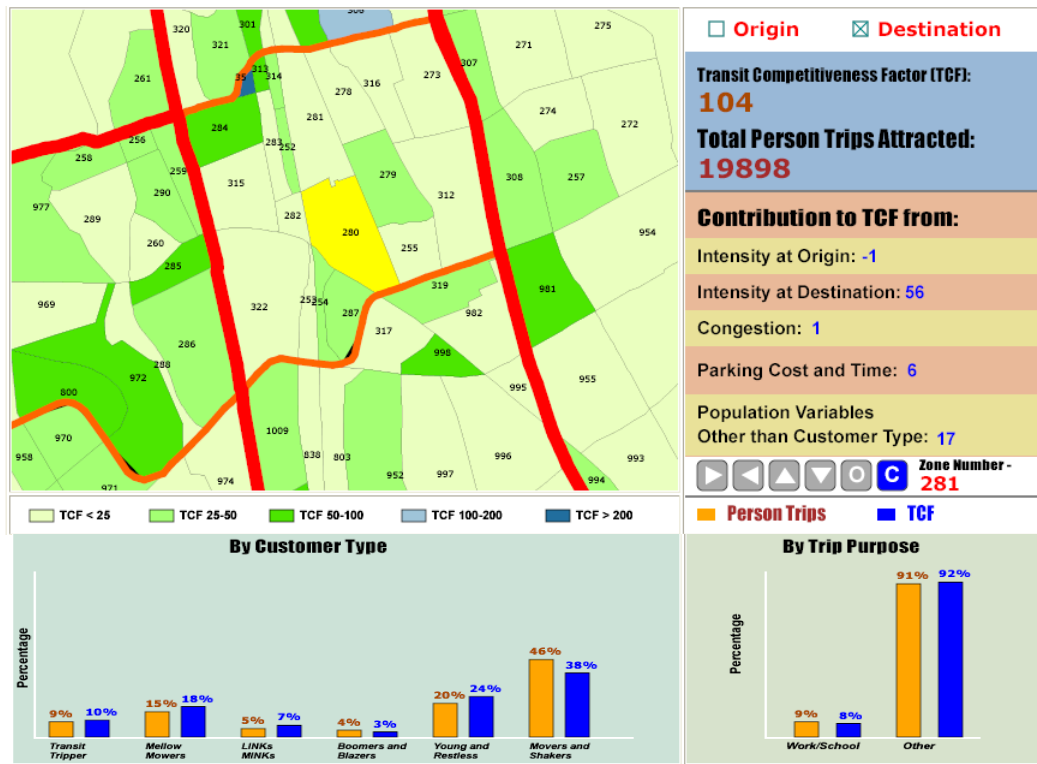 320
301
306
275
321
271
261
313
307
35
314
273
316
278
274
281
272
284
256
283
252
258
279
259
315
308
257
290
312
977
282
289
280
954
260
255
285
319
981
969
253
254
322
287
982
317
286
998
288
972
955
995
800
970
1009
958
838
803
996
993
952
997
974
994
971
TCF < 25
TCF 25-50
TCF 50-100
TCF 100-200
TCF > 200
Origin
Destination
Transit Competitiveness Factor (TCF):
104
Total Person Trips Attracted:
19898
Contribution to TCF from:
Intensity at Origin: -1
Intensity at Destination: 56
Congestion: 1
Parking Cost and Time: 6
Population Variables
Other than Customer Type: 17
O
C
Zone Number -
281
Person Trips
TCF
By Customer Type
Percentage
9%
10%
15%
18%
5%
7%
4%
3%
20%
24%
46%
38%
Transit
Tripper
Mellow
Mowers
LINKs
MINKs
Boomers and
Blazers
Young and
Restless
Movers and
Shakers
By Trip Purpose
Percentage
9%
8%
91%
92%
Work/School
Other